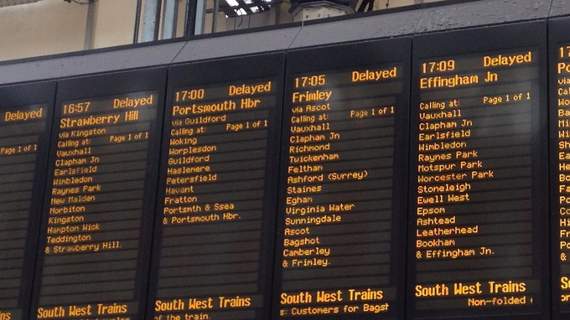 Delayed
Page 1 of 1
16:57 Delayed
Strawberry Hill
via Kingston
Calling at: Page 1 of 1
Vauxhall
Clapham Jn
Earlsfield
Wimbledon
Raynes Park
New Malden
Norbiton
Kingston
Hampton Wick
Teddington
& Strawberry Hill.
South West Trains
17:00 Delayed
Portsmouth Hbr
via Guildford
Calling at: Page 1 of 1
Woking
Worplesdon
Guildford
Haslemere
Petersfield
Havant
Fratton
Portsmth & Ssea
& Portsmouth Hbr.
South West Trains
of the train.
17:05 Delayed
Frimley
via Ascot
Calling at: Page 1 of 1
Vauxhall
Clapham Jn
Richmond
Twickenham
Feltham
Ashford (Surrey)
Staines
Egham
Virginia Water
Sunningdale
Ascot
Bagshot
Camberley
& Frimley.
South West Trains
s: Customers for Bagst
17:09 Delayed
Effingham Jn
Calling at: Page 1 of 1
Vauxhall
Clapham Jn
Earlsfield
Wimbledon
Raynes Park
Motspur Park
Worcester Park
Stoneleigh
Ewell West
Epsom
Ashtead
Leatherhead
Bookham
& Effingham Jn.
South West Trains
Non-folded